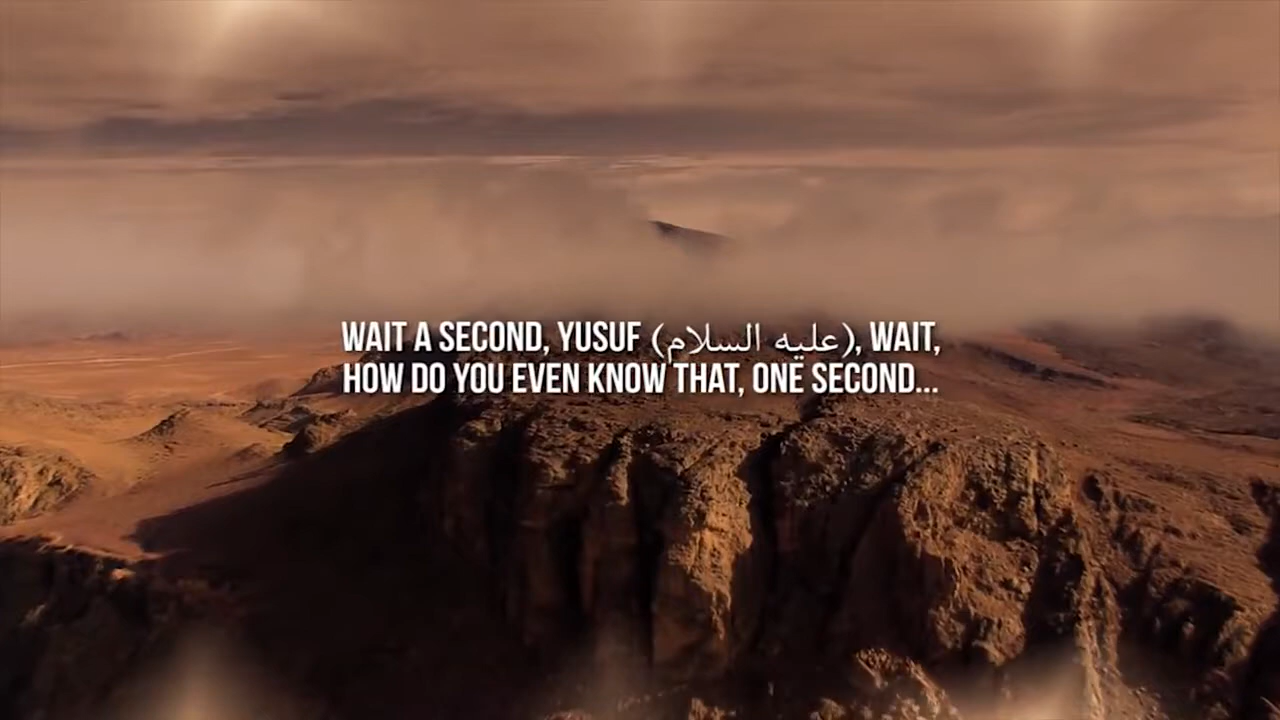 WAIT A SECOND, YUSUF (عليه السلام), WAIT,
HOW DO YOU EVEN KNOW THAT, ONE SECOND...